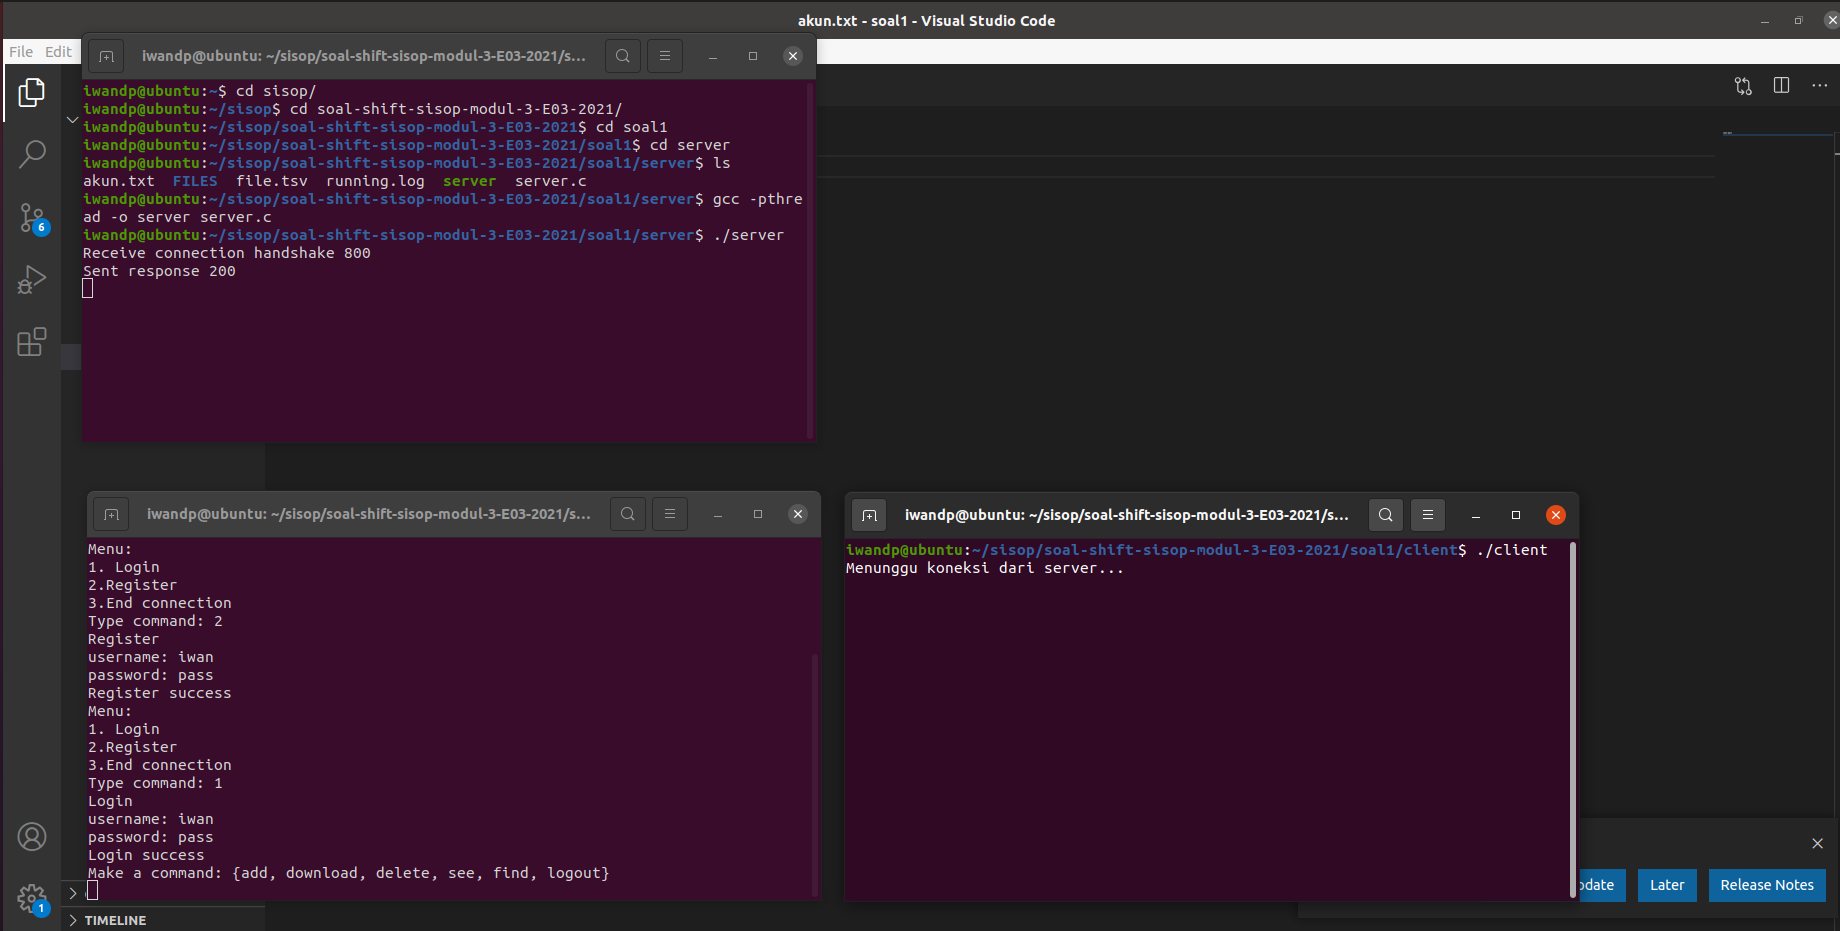 akun.txt - soal1 - Visual Studio Code
File Edit
iwandp@ubuntu: ~/sisop/soal-shift-sisop-modul-3-E03-2021/s...
iwandp@ubuntu:~$ cd sisop/
iwandp@ubuntu:~/sisop$ cd soal-shift-sisop-modul-3-E03-2021/
iwandp@ubuntu:~/sisop/soal-shift-sisop-modul-3-E03-2021$ cd soal1
iwandp@ubuntu:~/sisop/soal-shift-sisop-modul-3-E03-2021/soal1$ cd server
iwandp@ubuntu:~/sisop/soal-shift-sisop-modul-3-E03-2021/soal1/server$ ls
akun.txt  FILES  file.tsv  running.log  server  server.c
iwandp@ubuntu:~/sisop/soal-shift-sisop-modul-3-E03-2021/soal1/server$ gcc -pthre
ad -o server server.c
iwandp@ubuntu:~/sisop/soal-shift-sisop-modul-3-E03-2021/soal1/server$ ./server
Receive connection handshake 800
Sent response 200
6
iwandp@ubuntu: ~/sisop/soal-shift-sisop-modul-3-E03-2021/s...
Menu:
1. Login
2.Register
3.End connection
Type command: 2
Register
username: iwan
password: pass
Register success
Menu:
1. Login
2.Register
3.End connection
Type command: 1
Login
username: iwan
password: pass
Login success
Make a command: {add, download, delete, see, find, logout}
iwandp@ubuntu: ~/sisop/soal-shift-sisop-modul-3-E03-2021/s...
iwandp@ubuntu:~/sisop/soal-shift-sisop-modul-3-E03-2021/soal1/client$ ./client
Menunggu koneksi dari server...
1
TIMELINE
pdate
Later
Release Notes